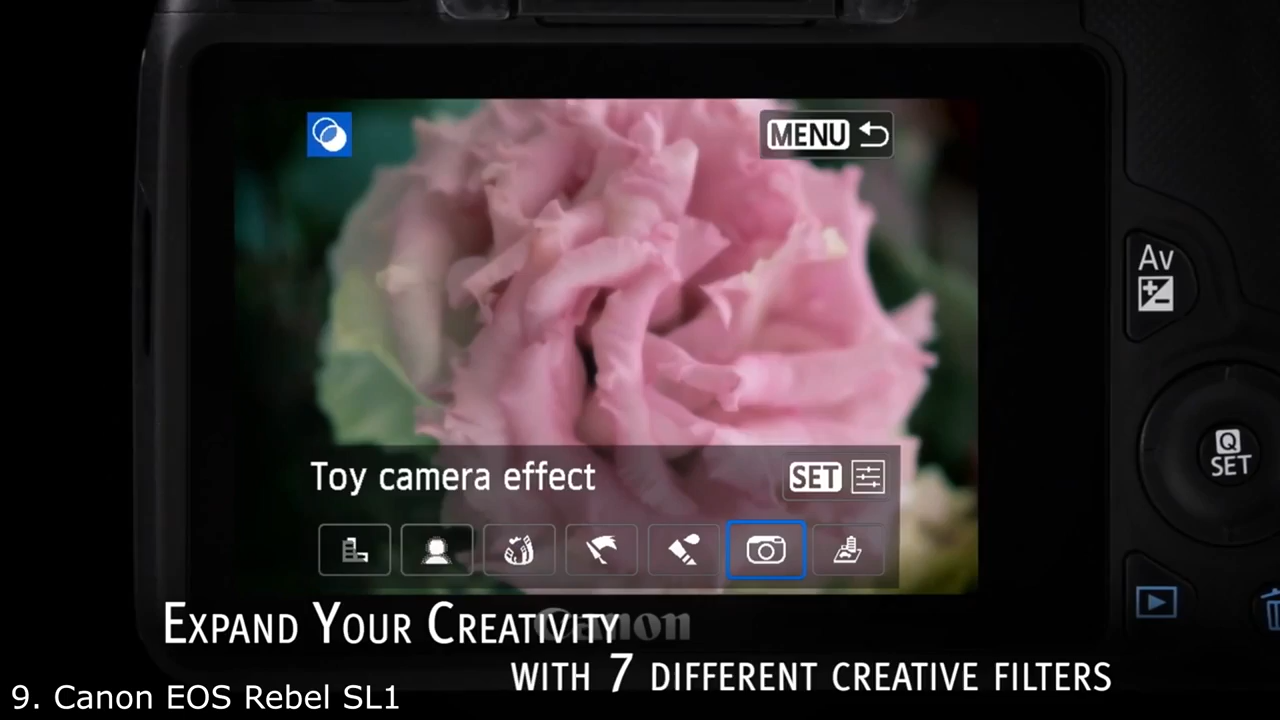 MENU
Av
Q
SET
Toy camera effect
SET
Canon
EXPAND YOUR CREATIVITY
WITH 7 DIFFERENT CREATIVE FILTERS
9. Canon EOS Rebel SL1